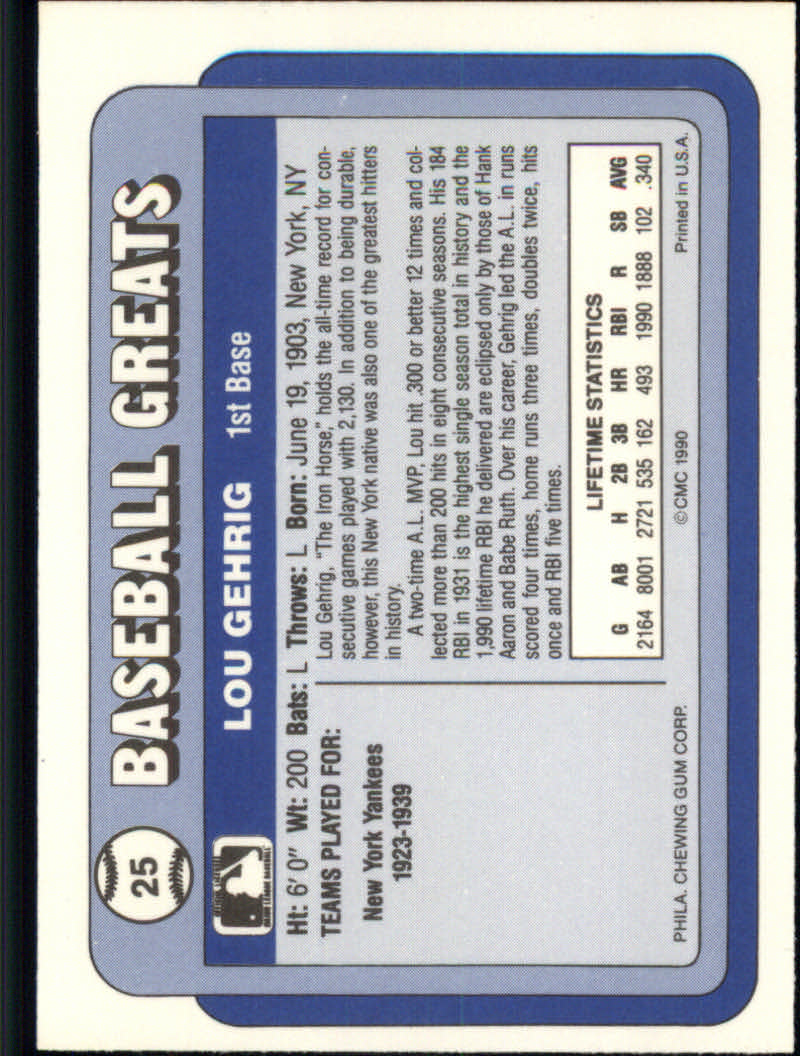 25
BASEBALL GREATS
LOU GEHRIG 1st Base
MAJOR LEAGUE BASEBALL
Ht: 6' 0" Wt: 200 Bats: L Throws: L Born: June 19, 1903, New York, NY
TEAMS PLAYED FOR:
New York Yankees
1923-1939
Lou Gehrig, "The Iron Horse," holds the all-time record for con-
secutive games played with 2,130. In addition to being durable,
however, this New York native was also one of the greatest hitters
in history.
A two-time A.L. MVP, Lou hit .300 or better 12 times and col-
lected more than 200 hits in eight consecutive seasons. His 184
RBI in 1931 is the highest single season total in history and the
1,990 lifetime RBI he delivered are eclipsed only by those of Hank
Aaron and Babe Ruth. Over his career, Gehrig led the A.L. in runs
scored four times, home runs three times, doubles twice, hits
once and RBI five times.
LIFETIME STATISTICS
G AB H 2B 3B HR RBI R SB AVG
2164 8001 2721 535 162 493 1990 1888 102 .340
PHILA. CHEWING GUM CORP. ©CMC 1990 Printed in U.S.A.